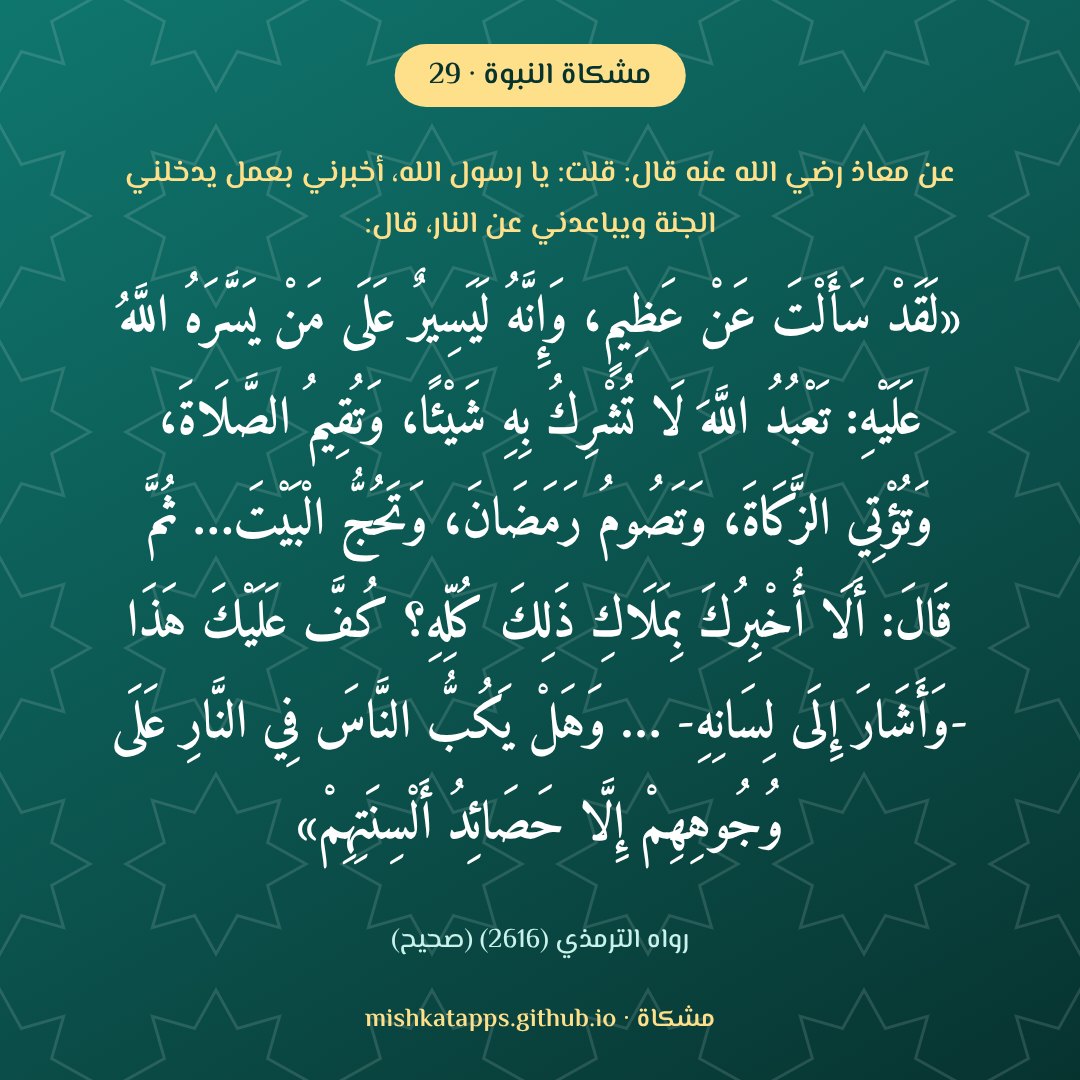 مشكاة النبوة · 29
عن معاذ رضي الله عنه قال: قلت: يا رسول الله، أخبرني بعمل يدخلني
الجنة ويباعدني عن النار، قال:
«لَقَدْ سَأَلْتَ عَنْ عَظِيمٍ، وَإِنَّهُ لَيَسِيرٌ عَلَى مَنْ يَسَّرَهُ اللَّهُ
عَلَيْهِ: تَعْبُدُ اللَّهَ لَا تُشْرِكُ بِهِ شَيْئًا، وَتُقِيمُ الصَّلَاةَ،
وَتُؤْتِي الزَّكَاةَ، وَتَصُومُ رَمَضَانَ، وَتَحُجُّ الْبَيْتَ... ثُمَّ
قَالَ: أَلَا أُخْبِرُكَ بِمَلَاكِ ذَلِكَ كُلِّهِ؟ كُفَّ عَلَيْكَ هَذَا
-وَأَشَارَ إِلَى لِسَانِهِ- ... وَهَلْ يَكُبُّ النَّاسَ فِي النَّارِ عَلَى
وُجُوهِهِمْ إِلَّا حَصَائِدُ أَلْسِنَتِهِمْ»
رواه الترمذي (2616) (صحيح)
مشكاة · mishkatapps.github.io